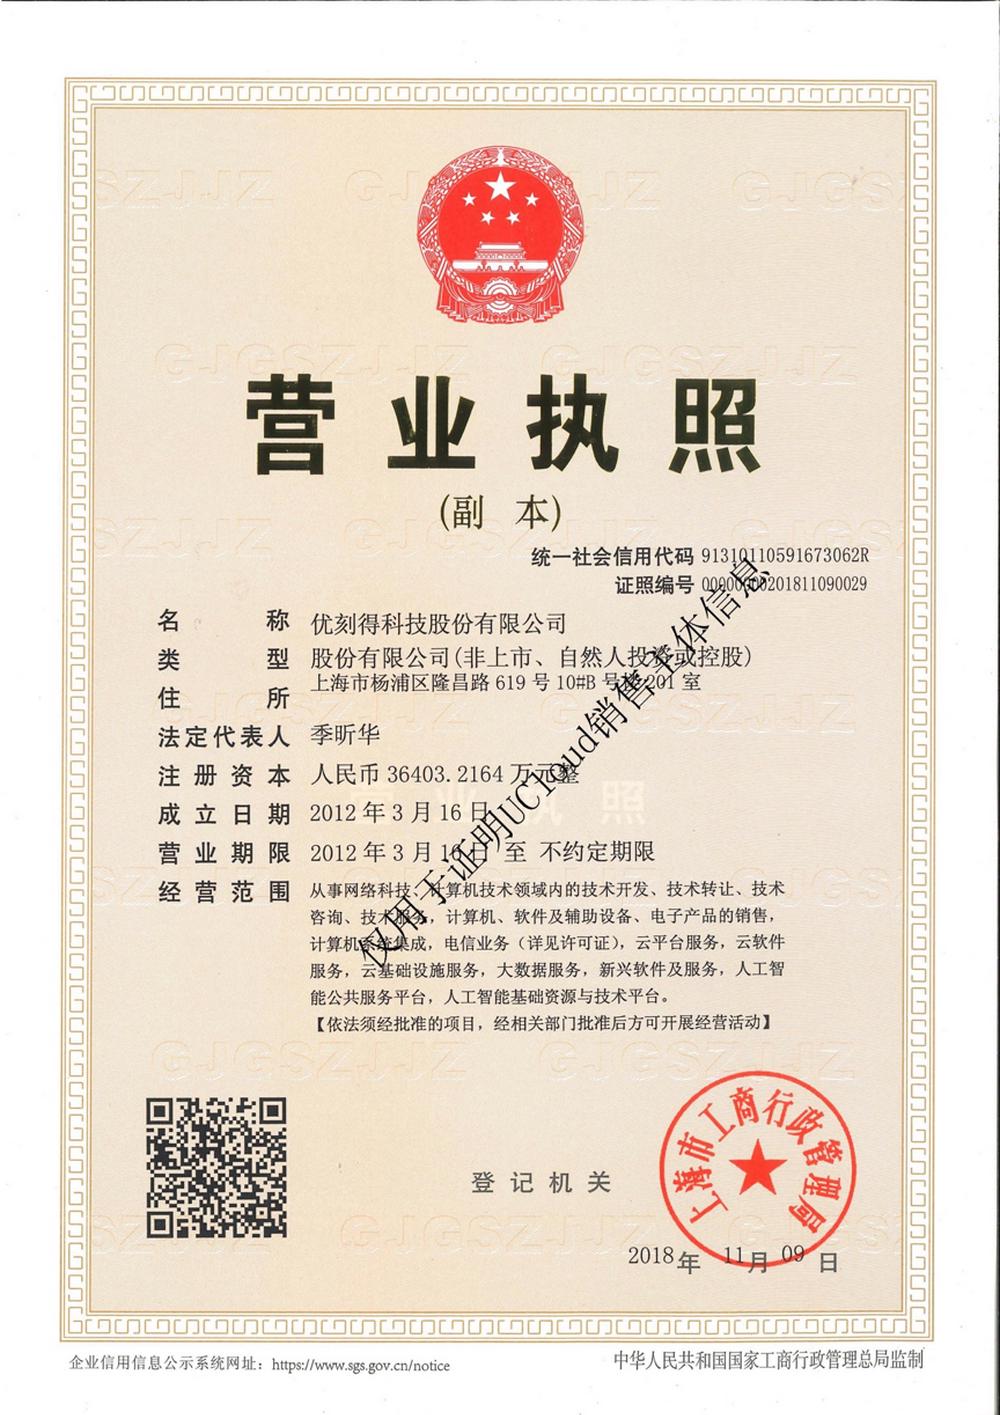 营业执照
(副 本)
统一社会信用代码 91310110591673062R
证照编号 00000000201811090029
名 称 优刻得科技股份有限公司
类 型 股份有限公司(非上市、自然人投资或控股)
住 所 上海市杨浦区隆昌路 619 号 10#B 号楼 201 室
法定代表人 季昕华
注册资本 人民币 36403.2164 万元整
成立日期 2012 年 3 月 16 日
营业期限 2012 年 3 月 16 日 至 不约定期限
经营范围 从事网络科技、计算机技术领域内的技术开发、技术转让、技术
咨询、技术服务，计算机、软件及辅助设备、电子产品的销售，
计算机系统集成，电信业务（详见许可证），云平台服务，云软件
服务，云基础设施服务，大数据服务，新兴软件及服务，人工智
能公共服务平台，人工智能基础资源与技术平台。
【依法须经批准的项目，经相关部门批准后方可开展经营活动】
仅用于证明UCloud销售主体信息
登记机关
上海市工商行政管理局
2018 年 11 月 09 日
企业信用信息公示系统网址：https://www.sgs.gov.cn/notice
中华人民共和国国家工商行政管理总局监制